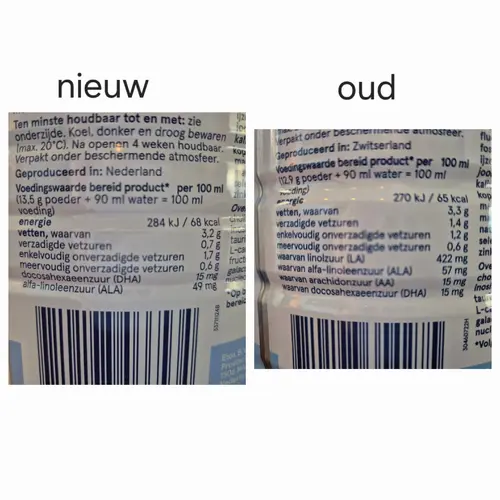 nieuw
Ten minste houdbaar tot en met: zie
onderzijde. Koel, donker en droog bewaren
(max. 20°C). Na openen 4 weken houdbaar.
Verpakt onder beschermende atmosfeer.
Geproduceerd in: Nederland
Voedingswaarde bereid product* per 100 ml
(13,5 g poeder + 90 ml water = 100 ml
voeding)
energie 284 kJ / 68 kcal
vetten, waarvan 3,2 g
verzadigde vetzuren 0,7 g
enkelvoudig onverzadigde vetzuren 1,7 g
meervoudig onverzadigde vetzuren 0,6 g
docosahexaeenzuur (DHA) 15 mg
alfa-linoleenzuur (ALA) 49 mg
oud
Verpakt onder beschermende atmosfeer.
Geproduceerd in: Zwitserland
Voedingswaarde bereid product* per 100 ml
(12,9 g poeder + 90 ml water = 100 ml
voeding)
energie 270 kJ / 65 kcal
vetten, waarvan 3,3 g
verzadigde vetzuren 1,4 g
enkelvoudig onverzadigde vetzuren 1,2 g
meervoudig onverzadigde vetzuren 0,6 g
waarvan linolzuur (LA) 422 mg
waarvan alfa-linoleenzuur (ALA) 57 mg
waarvan arachidonzuur (AA) 15 mg
waarvan docosahexaeenzuur (DHA) 15 mg